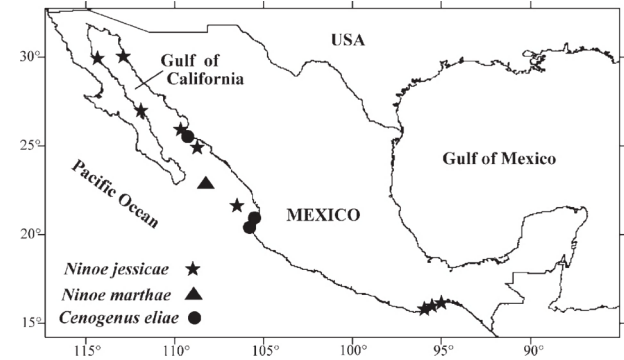 30°
25°
20°
15°
115°
110°
105°
100°
95°
90°
USA
Gulf of
California
Gulf of Mexico
Pacific Ocean
MEXICO
Ninoe jessicae
Ninoe marthae
Cenogenus eliae